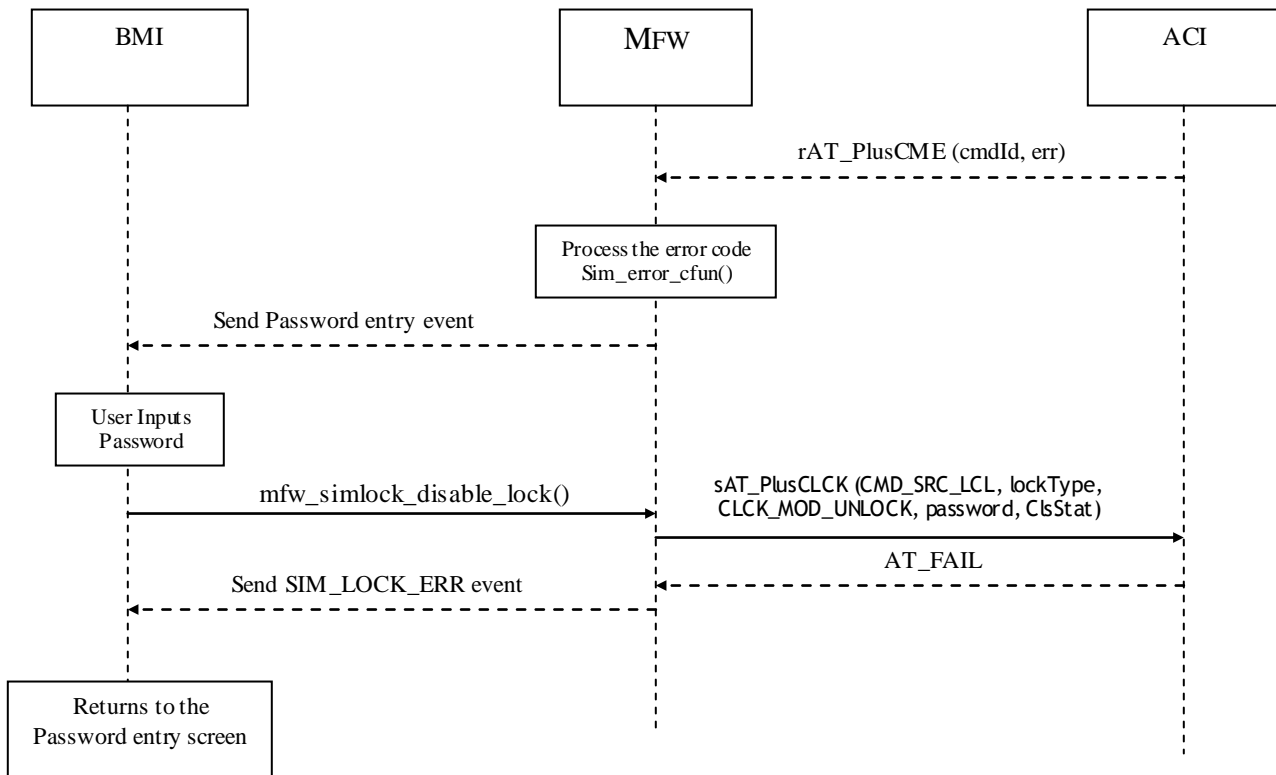 BMI
MFW
ACI
rAT_PlusCME (cmdId, err)
Process the error code
Sim_error_cfun()
Send Password entry event
User Inputs
Password
mfw_simlock_disable_lock()
sAT_PlusCLCK (CMD_SRC_LCL, lockType,
CLCK_MOD_UNLOCK, password, ClsStat)
AT_FAIL
Send SIM_LOCK_ERR event
Returns to the
Password entry screen